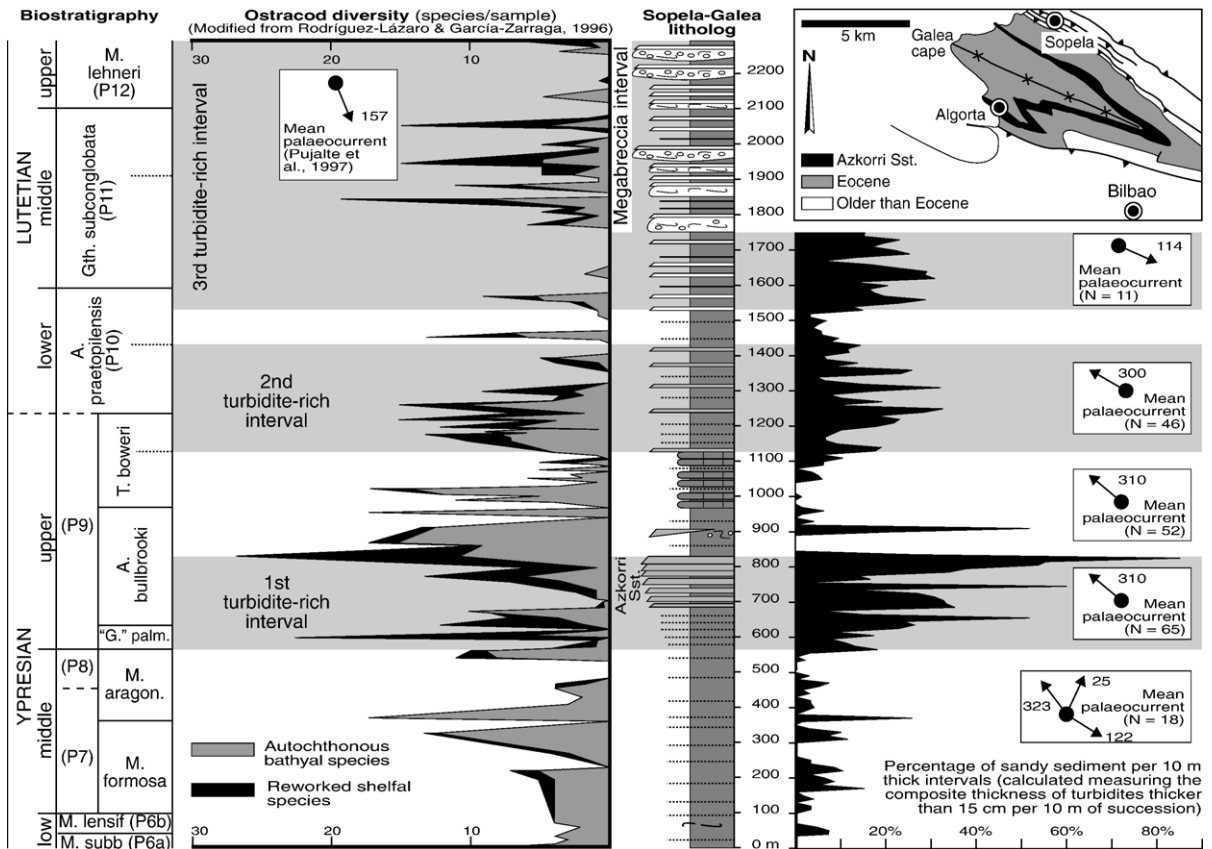 Biostratigraphy
Ostracod diversity (species/sample)
(Modified from Rodríguez-Lázaro & García-Zarraga, 1996)
Sopela-Galea
litholog
30
20
10
LUTETIAN
YPRESIAN
upper
middle
lower
upper
middle
low
M.
lehneri
(P12)
Gth. subconglobata
(P11)
A.
praetopilensis
(P10)
T. boweri
(P9)
A.
bullbrooki
"G." palm.
(P8)
M.
aragon.
(P7)
M.
formosa
M. lensif (P6b)
M. subb (P6a)
3rd turbidite-rich interval
157
Mean
palaeocurrent
(Pujalte et
al., 1997)
2nd
turbidite-rich
interval
1st
turbidite-rich
interval
Autochthonous
bathyal species
Reworked shelfal
species
30
20
10
Megabreccia interval
Azkorri
Sst.
2200
2100
2000
1900
1800
1700
1600
1500
1400
1300
1200
1100
1000
900
800
700
600
500
400
300
200
100
0 m
5 km
N
Galea
cape
Sopela
Algorta
Bilbao
Azkorri Sst.
Eocene
Older than Eocene
114
Mean
palaeocurrent
(N = 11)
300
Mean
palaeocurrent
(N = 46)
310
Mean
palaeocurrent
(N = 52)
310
Mean
palaeocurrent
(N = 65)
25
323
122
Mean
palaeocurrent
(N = 18)
Percentage of sandy sediment per 10 m
thick intervals (calculated measuring the
composite thickness of turbidites thicker
than 15 cm per 10 m of succession)
20%
40%
60%
80%